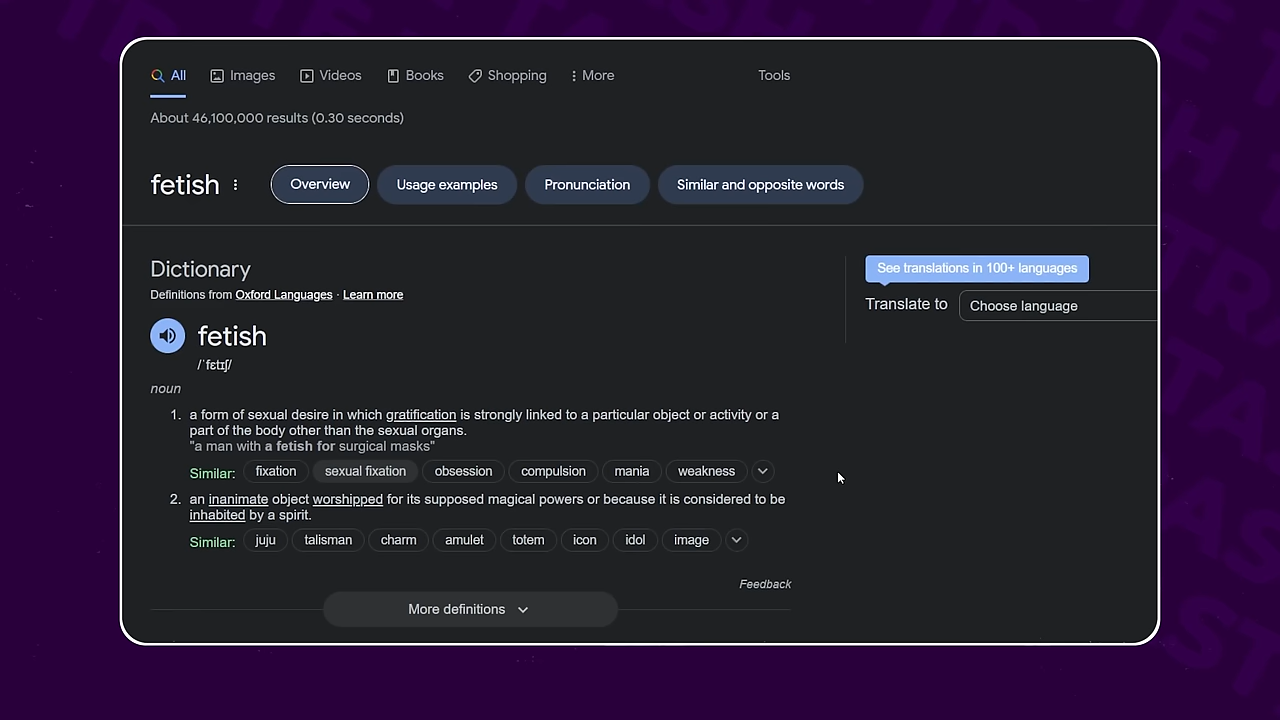 All Images Videos Books Shopping More Tools
About 46,100,000 results (0.30 seconds)
fetish Overview Usage examples Pronunciation Similar and opposite words
Dictionary
Definitions from Oxford Languages · Learn more
See translations in 100+ languages
Translate to Choose language
fetish
/ˈfɛtɪʃ/
noun
1. a form of sexual desire in which gratification is strongly linked to a particular object or activity or a
part of the body other than the sexual organs.
"a man with a fetish for surgical masks"
Similar: fixation sexual fixation obsession compulsion mania weakness
2. an inanimate object worshipped for its supposed magical powers or because it is considered to be
inhabited by a spirit.
Similar: juju talisman charm amulet totem icon idol image
Feedback
More definitions